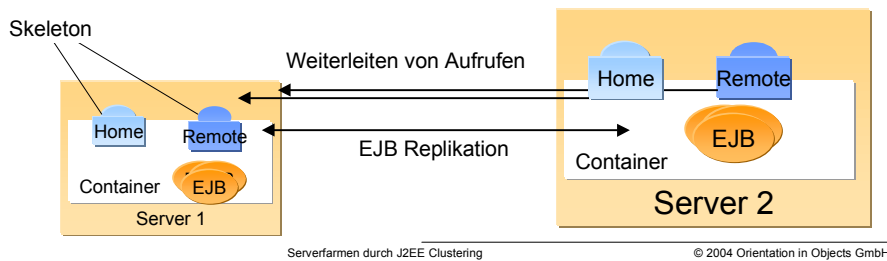 Skeleton
Weiterleiten von Aufrufen
Home
Remote
Home
Remote
EJB Replikation
EJB
Container
Container
EJB
Server 1
Server 2
Serverfarmen durch J2EE Clustering
© 2004 Orientation in Objects GmbH